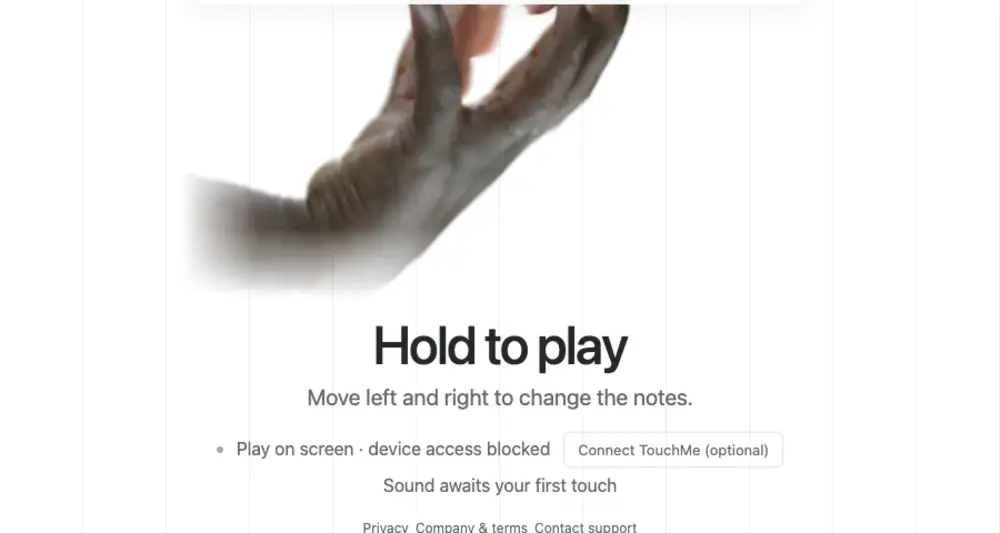 Hold to play
Move left and right to change the notes.
Play on screen · device access blocked Connect TouchMe (optional)
Sound awaits your first touch
Privacy Company & terms Contact support